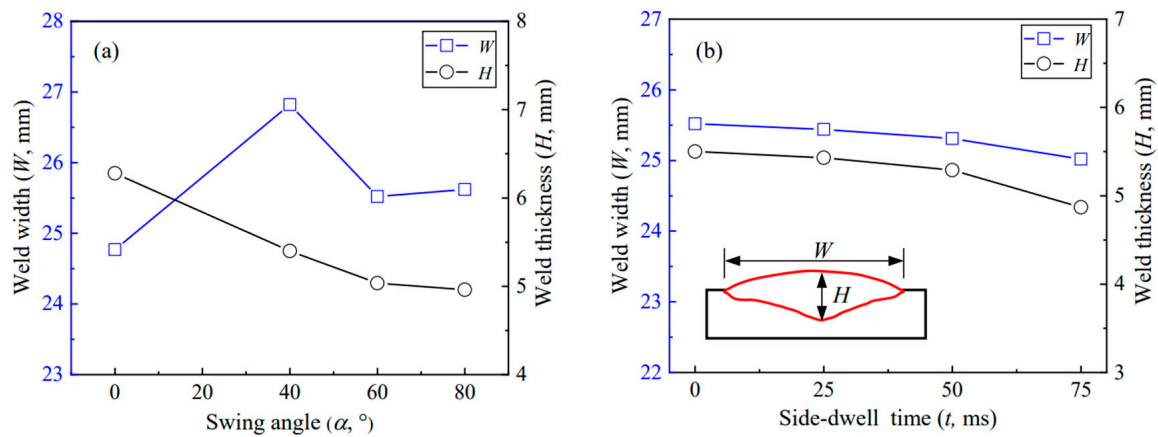 (a)
W
H
28
27
26
25
24
23
Weld width (W, mm)
8
7
6
5
4
Weld thickness (H, mm)
0 20 40 60 80
Swing angle (α, °)
(b)
W
H
27
26
25
24
23
22
Weld width (W, mm)
7
6
5
4
3
Weld thickness (H, mm)
W
H
0 25 50 75
Side-dwell time (t, ms)